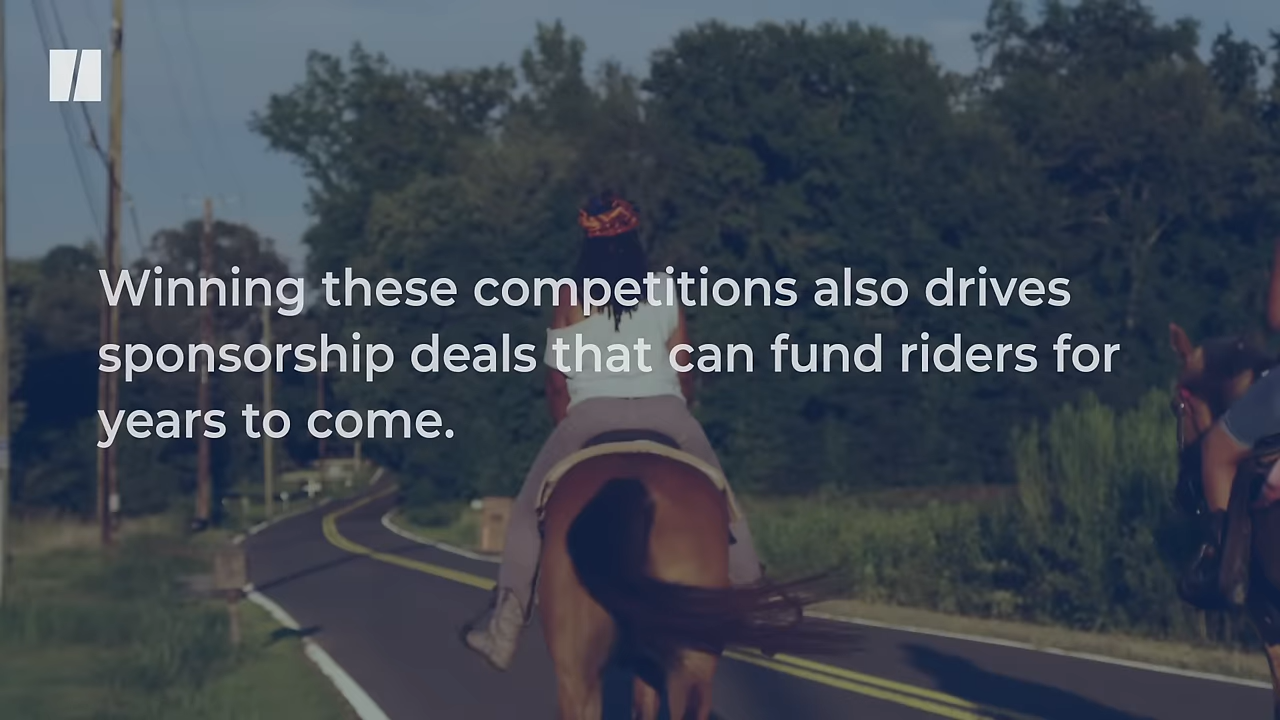 Winning these competitions also drives
sponsorship deals that can fund riders for
years to come.